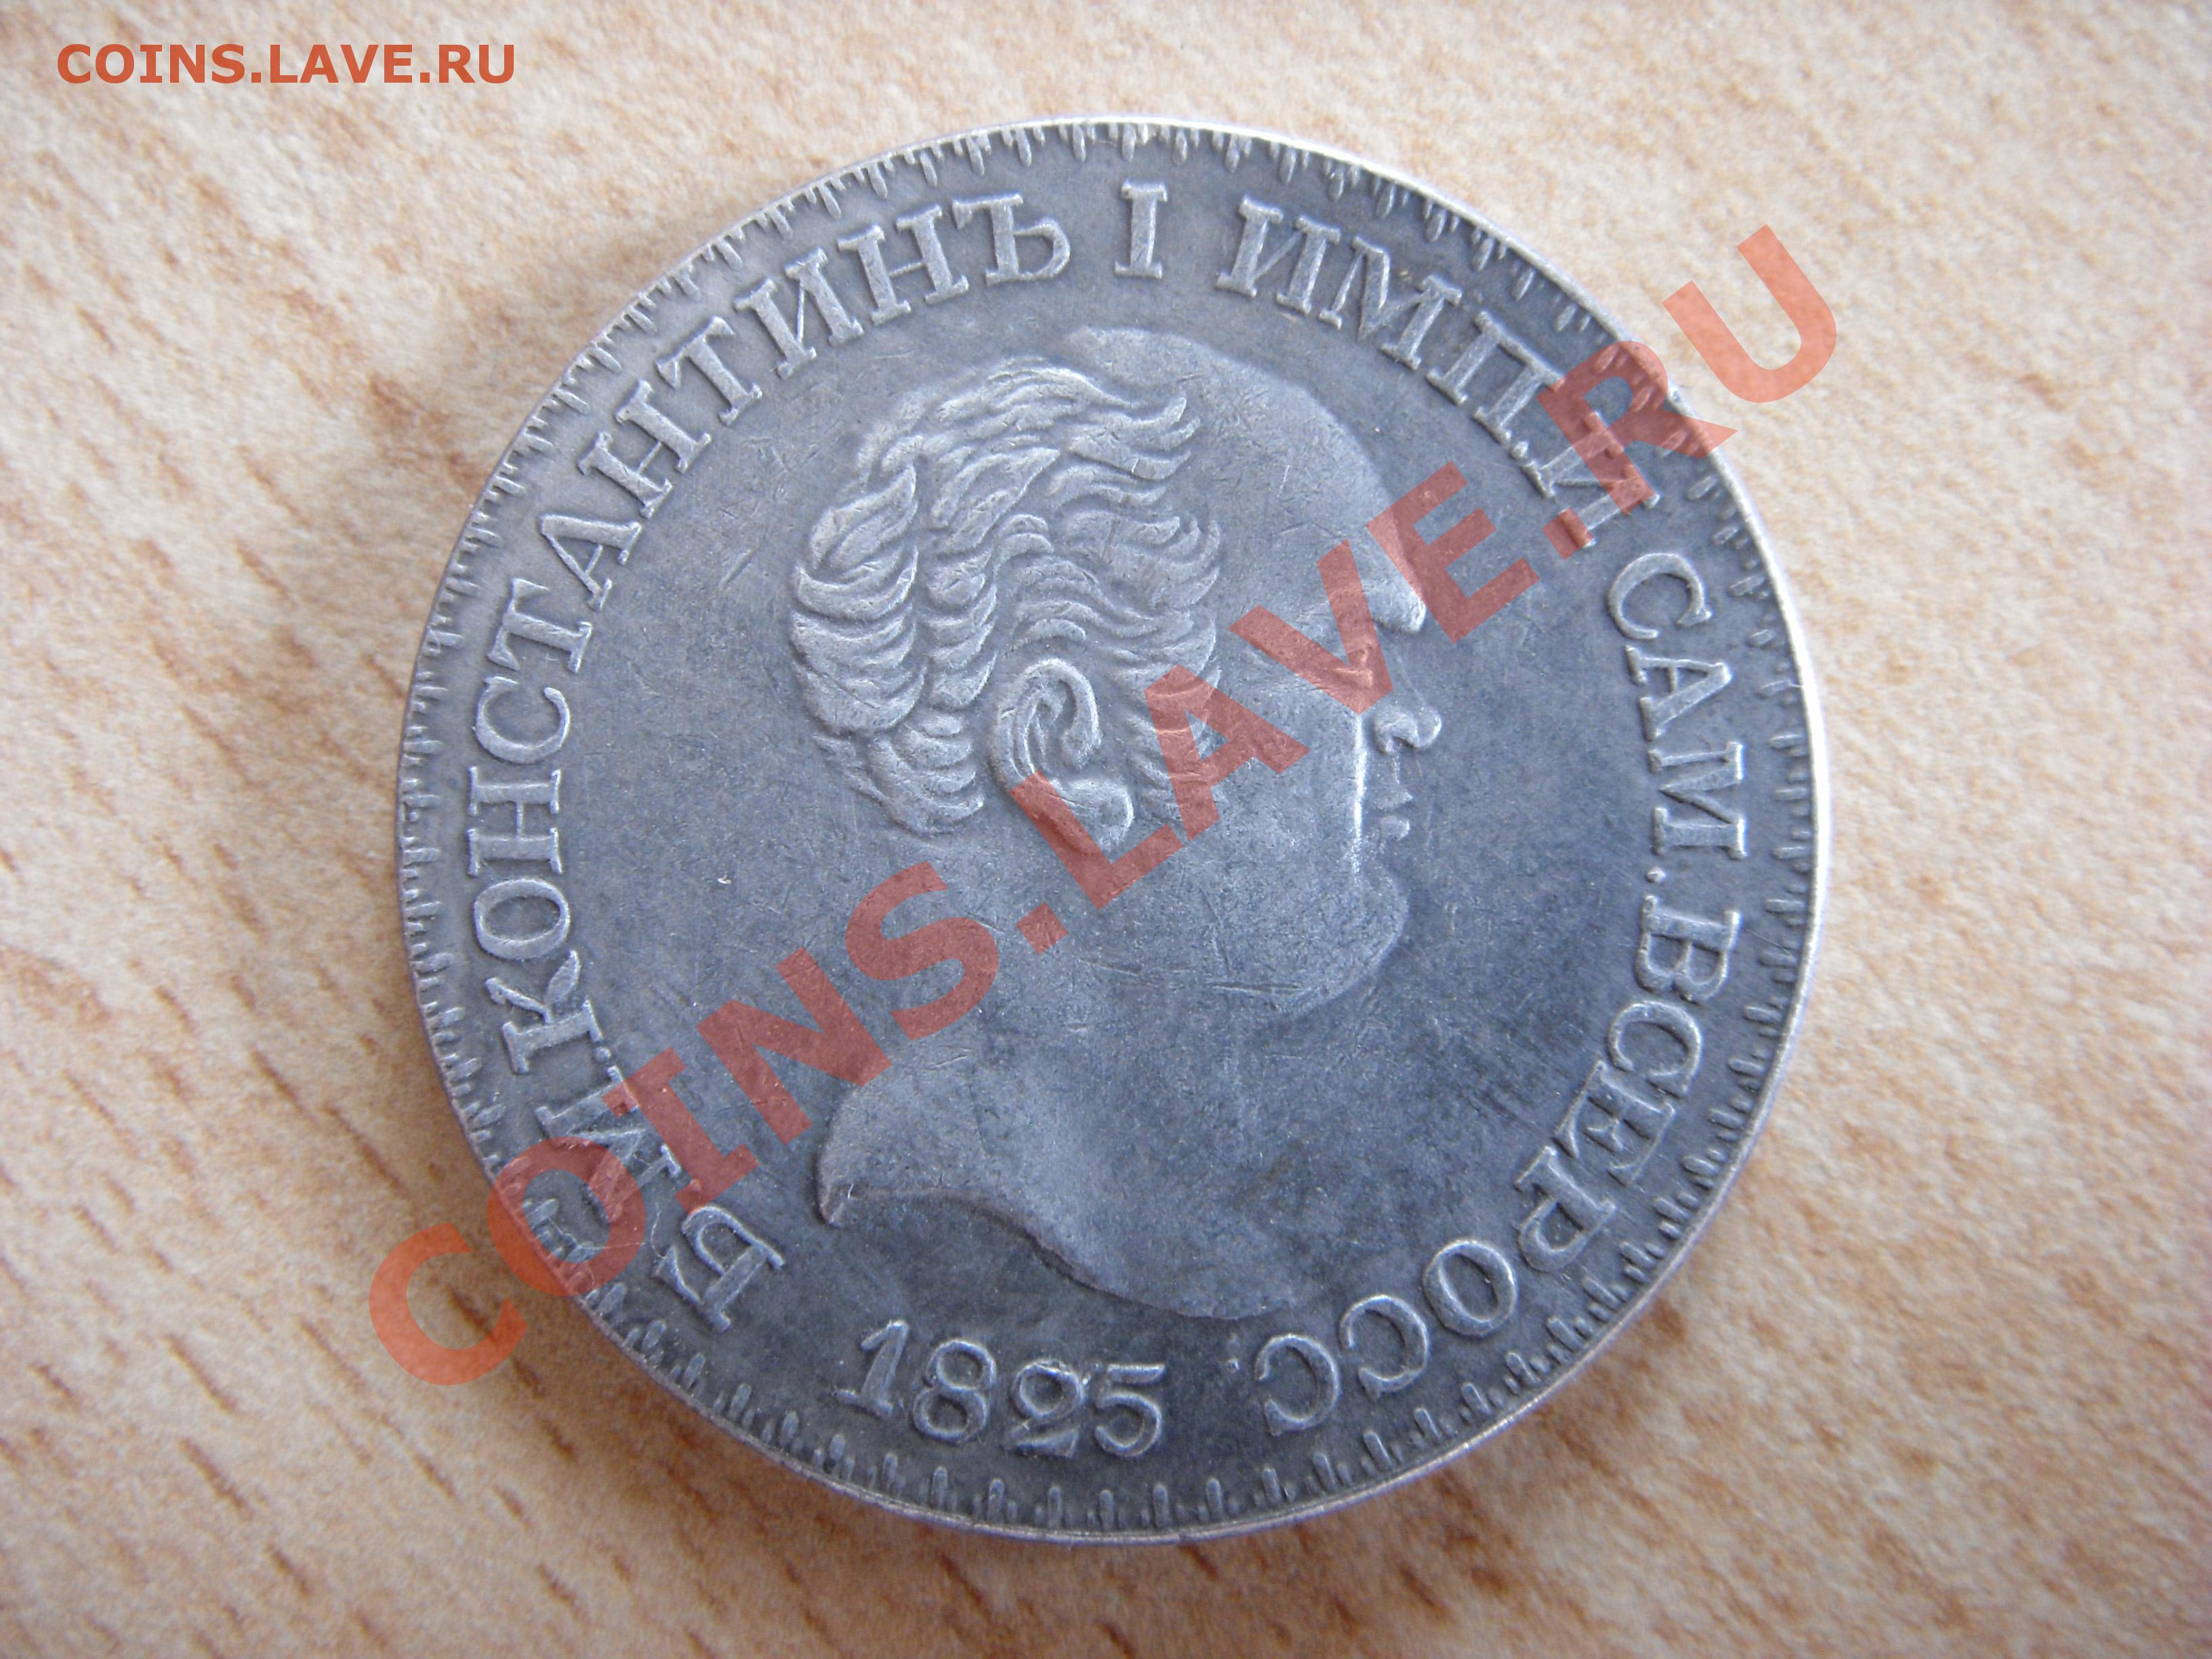 COINS.LAVE.RU
Б.М.КОНСТАНТИНЪ I ИМП.И САМ.ВСЕРОСС
1825
COINS.LAVE.RU